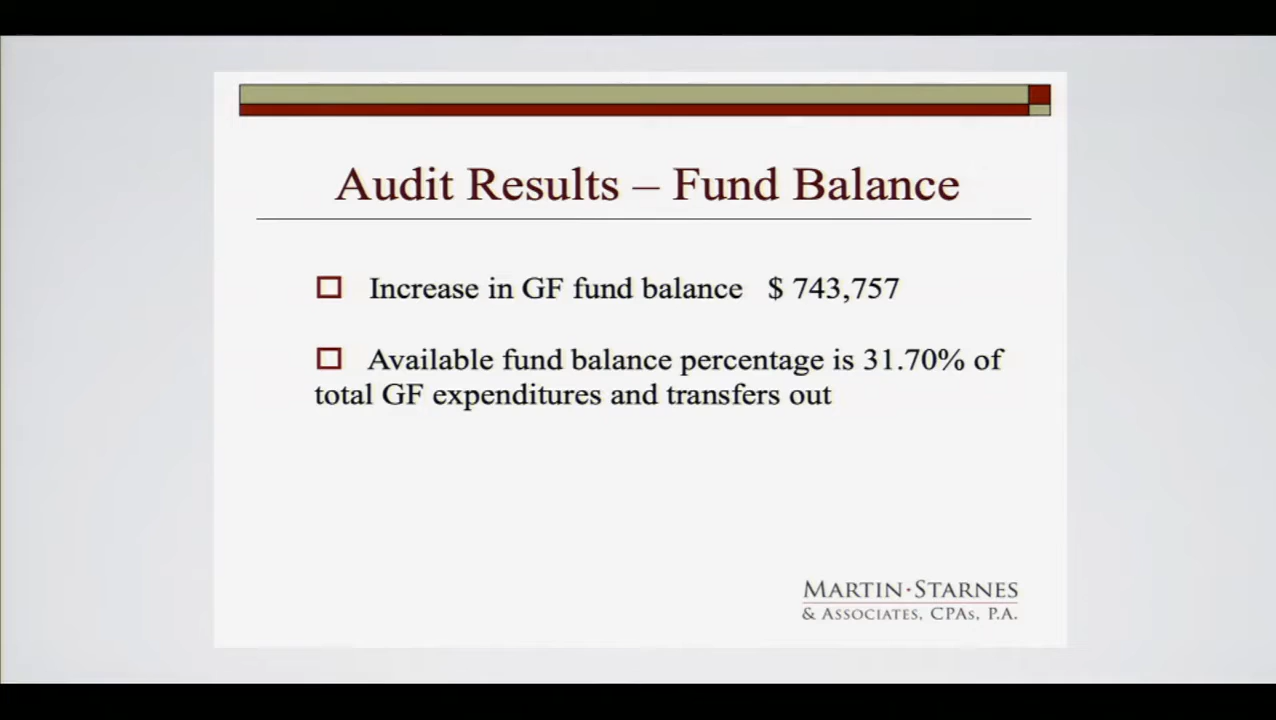 Audit Results – Fund Balance
Increase in GF fund balance $ 743,757
Available fund balance percentage is 31.70% of
total GF expenditures and transfers out
MARTIN·STARNES
& ASSOCIATES, CPAS, P.A.